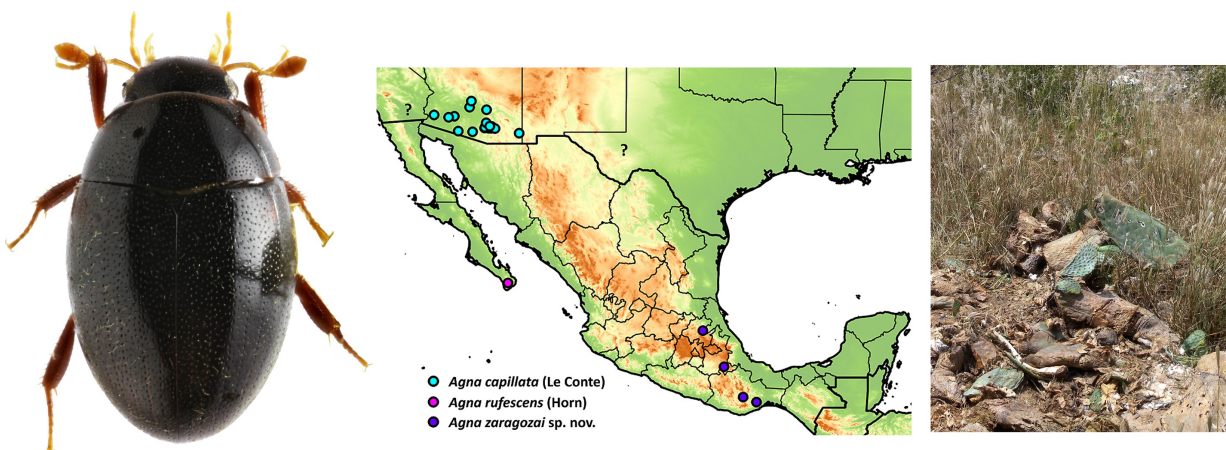 ?
?
Agna capillata (Le Conte)
Agna rufescens (Horn)
Agna zaragozai sp. nov.